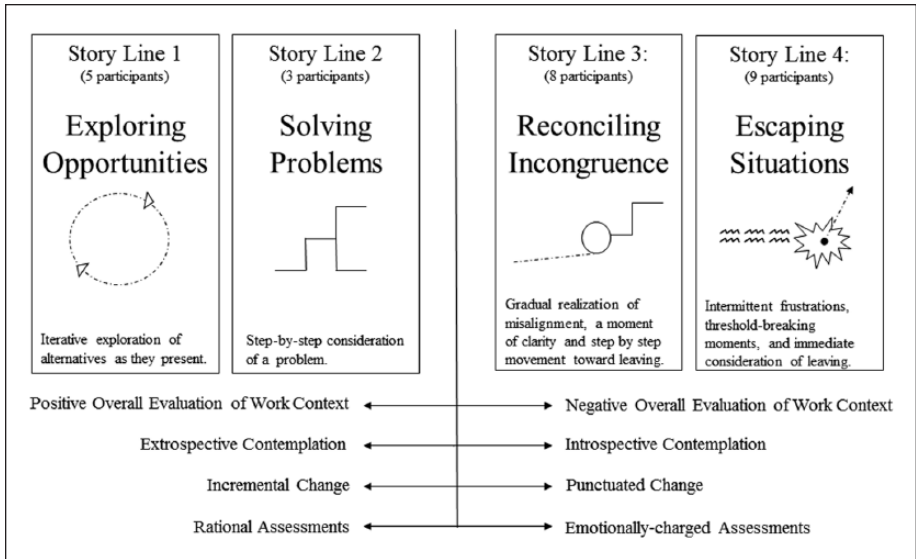 Story Line 1
(5 participants)
Exploring
Opportunities
Iterative exploration of
alternatives as they present.
Story Line 2
(3 participants)
Solving
Problems
Step-by-step consideration
of a problem.
Story Line 3:
(8 participants)
Reconciling
Incongruence
Gradual realization of
misalignment, a moment
of clarity and step by step
movement toward leaving.
Story Line 4:
(9 participants)
Escaping
Situations
Intermittent frustrations,
threshold-breaking
moments, and immediate
consideration of leaving.
Positive Overall Evaluation of Work Context
Negative Overall Evaluation of Work Context
Extrospective Contemplation
Introspective Contemplation
Incremental Change
Punctuated Change
Rational Assessments
Emotionally-charged Assessments